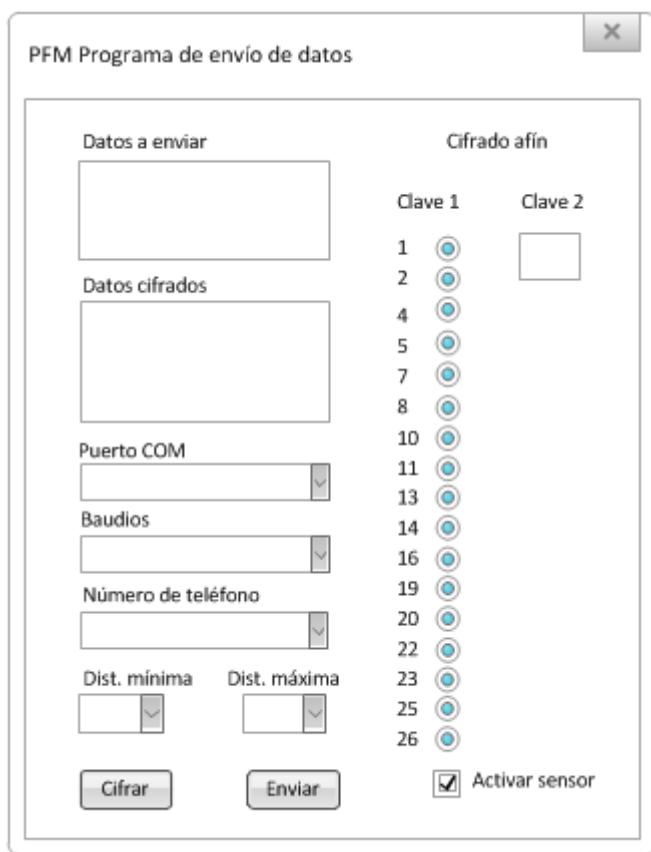 PFM Programa de envío de datos
Datos a enviar
Datos cifrados
Puerto COM
Baudios
Número de teléfono
Dist. mínima Dist. máxima
Cifrar Enviar
Cifrado afín
Clave 1 Clave 2
1
2
4
5
7
8
10
11
13
14
16
19
20
22
23
25
26
Activar sensor